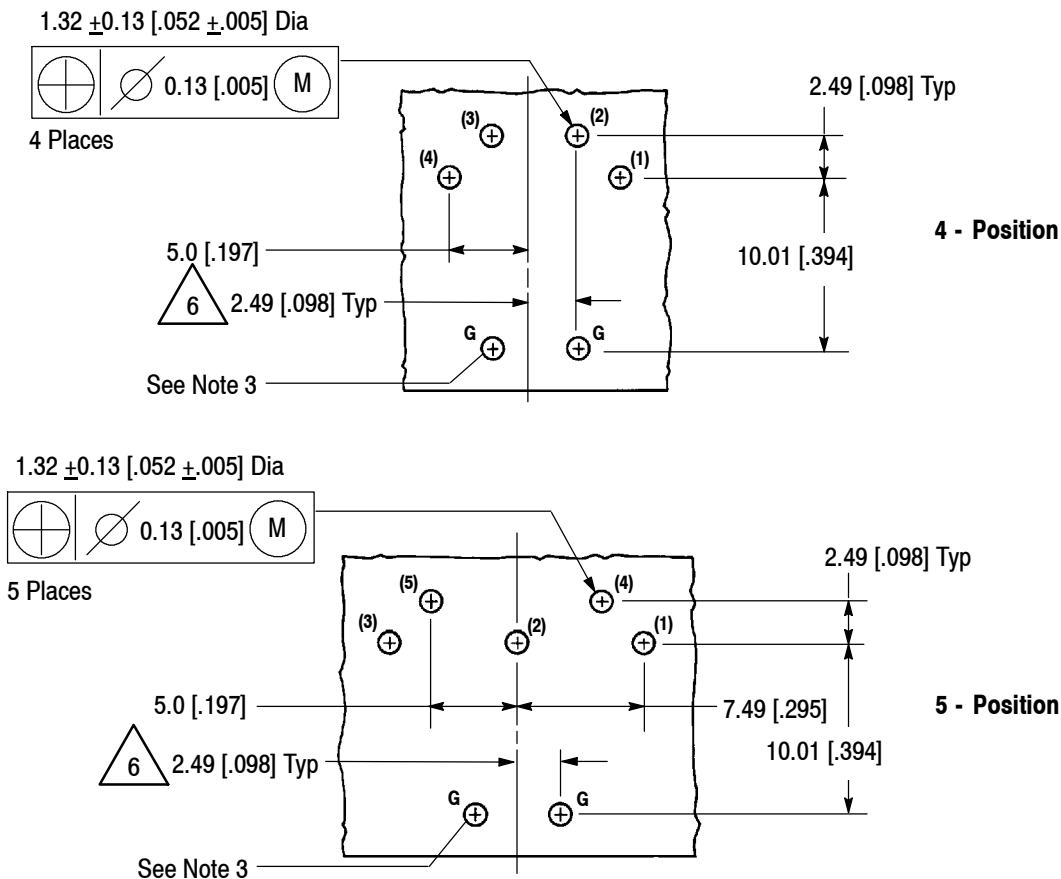 1.32 ±0.13 [.052 ±.005] Dia
0.13 [.005] M
4 Places
2.49 [.098] Typ
(3)
(2)
(4)
(1)
5.0 [.197]
10.01 [.394]
4 - Position
6 2.49 [.098] Typ
G
G
See Note 3
1.32 ±0.13 [.052 ±.005] Dia
0.13 [.005] M
5 Places
2.49 [.098] Typ
(5)
(4)
(3)
(2)
(1)
5.0 [.197]
7.49 [.295]
5 - Position
10.01 [.394]
6 2.49 [.098] Typ
G
G
See Note 3